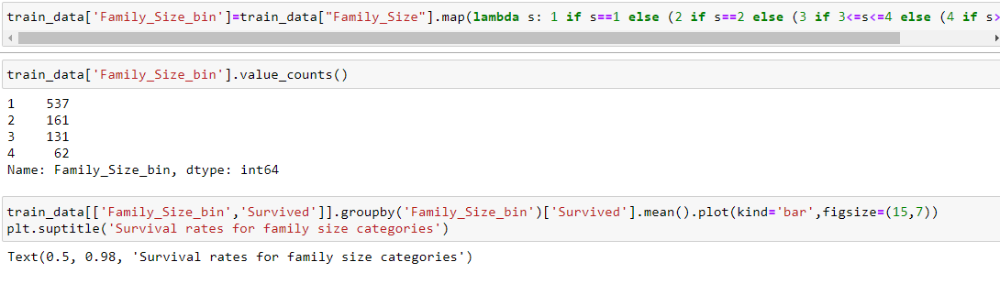 train_data['Family_Size_bin']=train_data["Family_Size"].map(lambda s: 1 if s==1 else (2 if s==2 else (3 if 3<=s<=4 else (4 if s>
train_data['Family_Size_bin'].value_counts()
1    537
2    161
3    131
4     62
Name: Family_Size_bin, dtype: int64
train_data[['Family_Size_bin','Survived']].groupby('Family_Size_bin')['Survived'].mean().plot(kind='bar',figsize=(15,7))
plt.suptitle('Survival rates for family size categories')
Text(0.5, 0.98, 'Survival rates for family size categories')